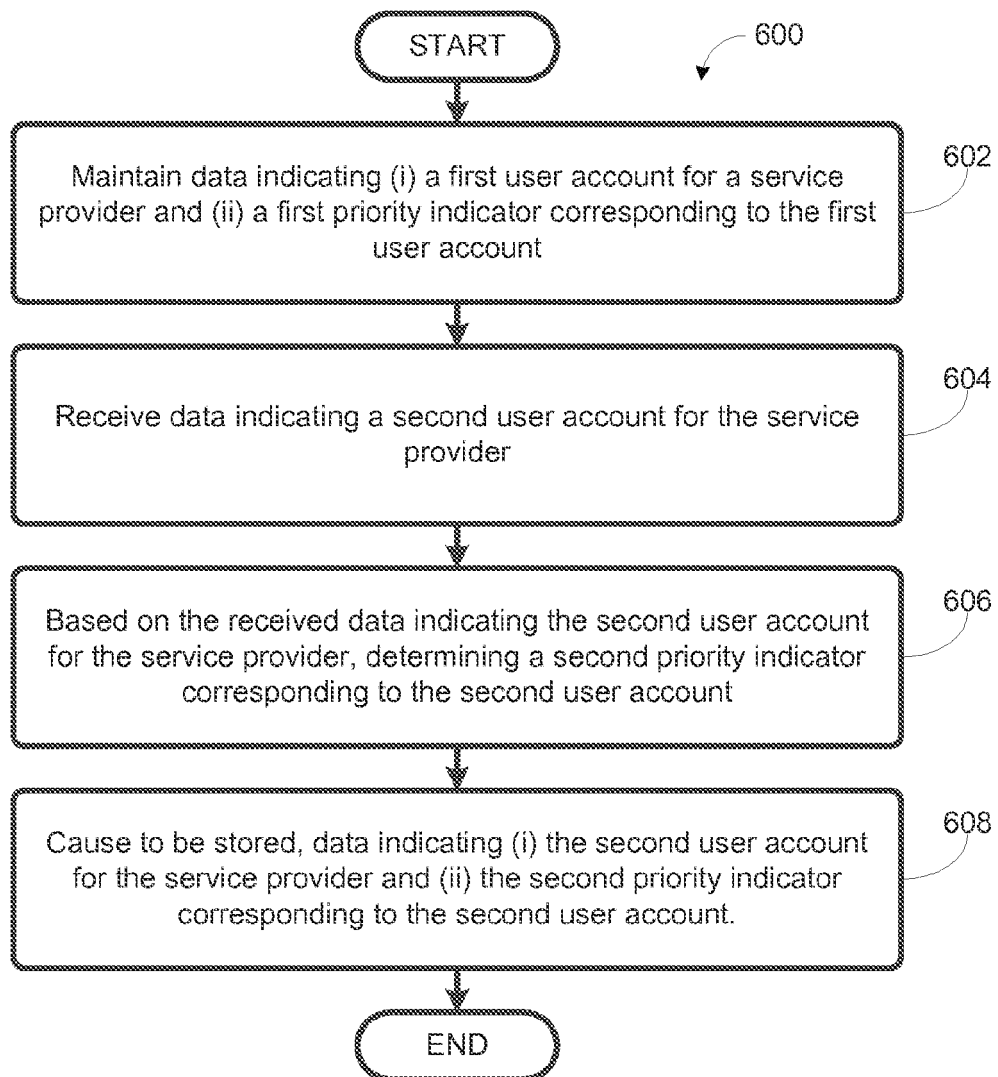 START
600
Maintain data indicating (i) a first user account for a service
provider and (ii) a first priority indicator corresponding to the first
user account
602
Receive data indicating a second user account for the service
provider
604
Based on the received data indicating the second user account
for the service provider, determining a second priority indicator
corresponding to the second user account
606
Cause to be stored, data indicating (i) the second user account
for the service provider and (ii) the second priority indicator
corresponding to the second user account.
608
END